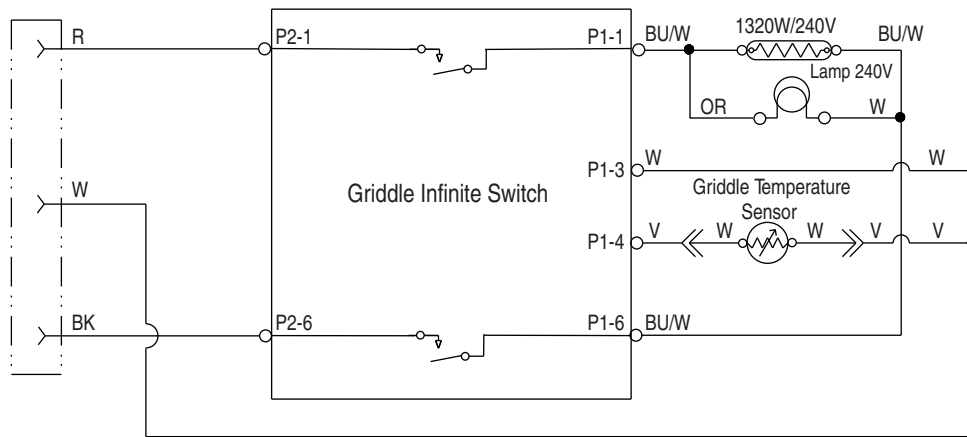 R P2-1 P1-1 BU/W 1320W/240V BU/W
Lamp 240V
OR W
W
P1-3 W W
Griddle Infinite Switch
Griddle Temperature
Sensor
P1-4 V W W V V
BK P2-6 P1-6 BU/W